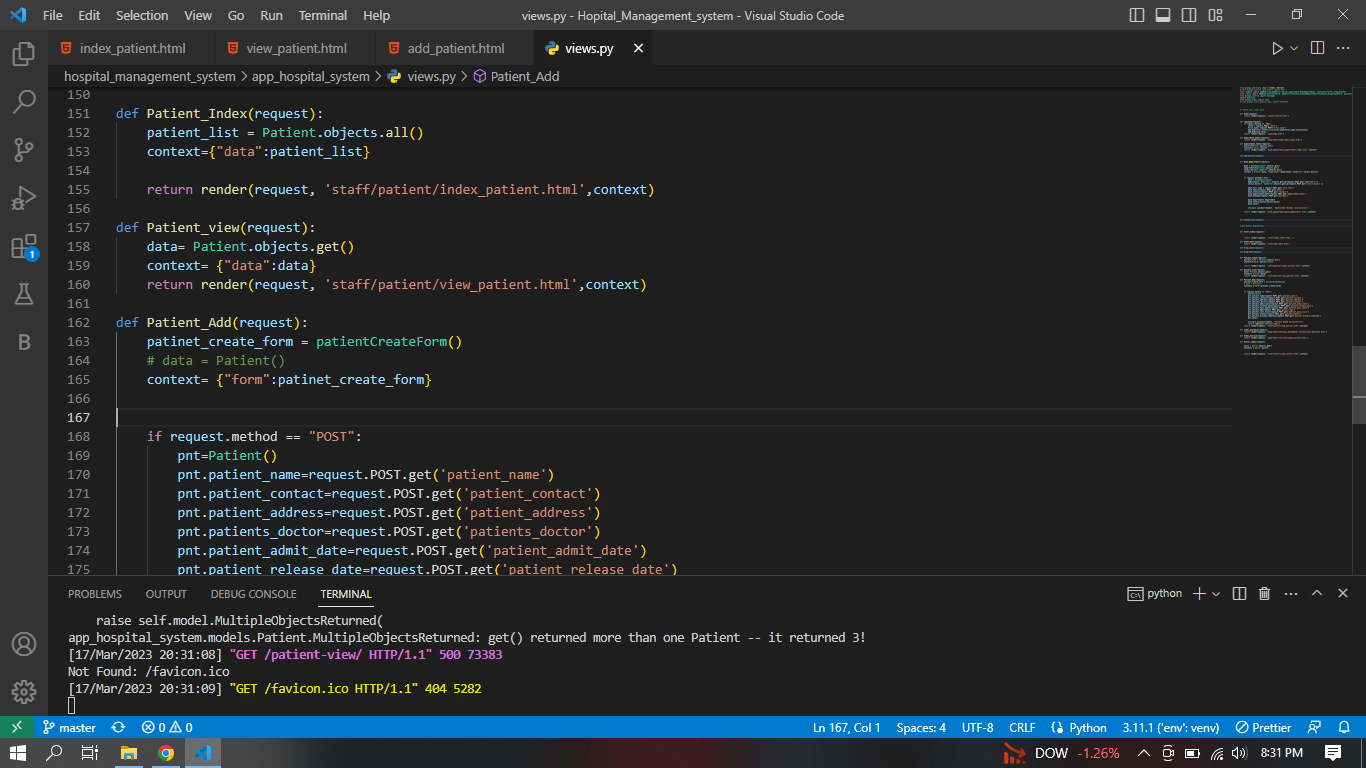 File Edit Selection View Go Run Terminal Help views.py - Hopital_Management_system - Visual Studio Code
index_patient.html view_patient.html add_patient.html views.py
hospital_management_system > app_hospital_system > views.py > Patient_Add
150
151 def Patient_Index(request):
152 patient_list = Patient.objects.all()
153 context={"data":patient_list}
154
155 return render(request, 'staff/patient/index_patient.html',context)
156
157 def Patient_view(request):
158 data= Patient.objects.get()
159 context= {"data":data}
160 return render(request, 'staff/patient/view_patient.html',context)
161
162 def Patient_Add(request):
163 patinet_create_form = patientCreateForm()
164 # data = Patient()
165 context= {"form":patinet_create_form}
166
167
168 if request.method == "POST":
169 pnt=Patient()
170 pnt.patient_name=request.POST.get('patient_name')
171 pnt.patient_contact=request.POST.get('patient_contact')
172 pnt.patient_address=request.POST.get('patient_address')
173 pnt.patients_doctor=request.POST.get('patients_doctor')
174 pnt.patient_admit_date=request.POST.get('patient_admit_date')
175 pnt.patient_release_date=request.POST.get('patient_release_date')
PROBLEMS OUTPUT DEBUG CONSOLE TERMINAL python
raise self.model.MultipleObjectsReturned(
app_hospital_system.models.Patient.MultipleObjectsReturned: get() returned more than one Patient -- it returned 3!
[17/Mar/2023 20:31:08] "GET /patient-view/ HTTP/1.1" 500 73383
Not Found: /favicon.ico
[17/Mar/2023 20:31:09] "GET /favicon.ico HTTP/1.1" 404 5282
master 0 0 Ln 167, Col 1 Spaces: 4 UTF-8 CRLF Python 3.11.1 ('env': venv) Prettier
DOW -1.26% 8:31 PM